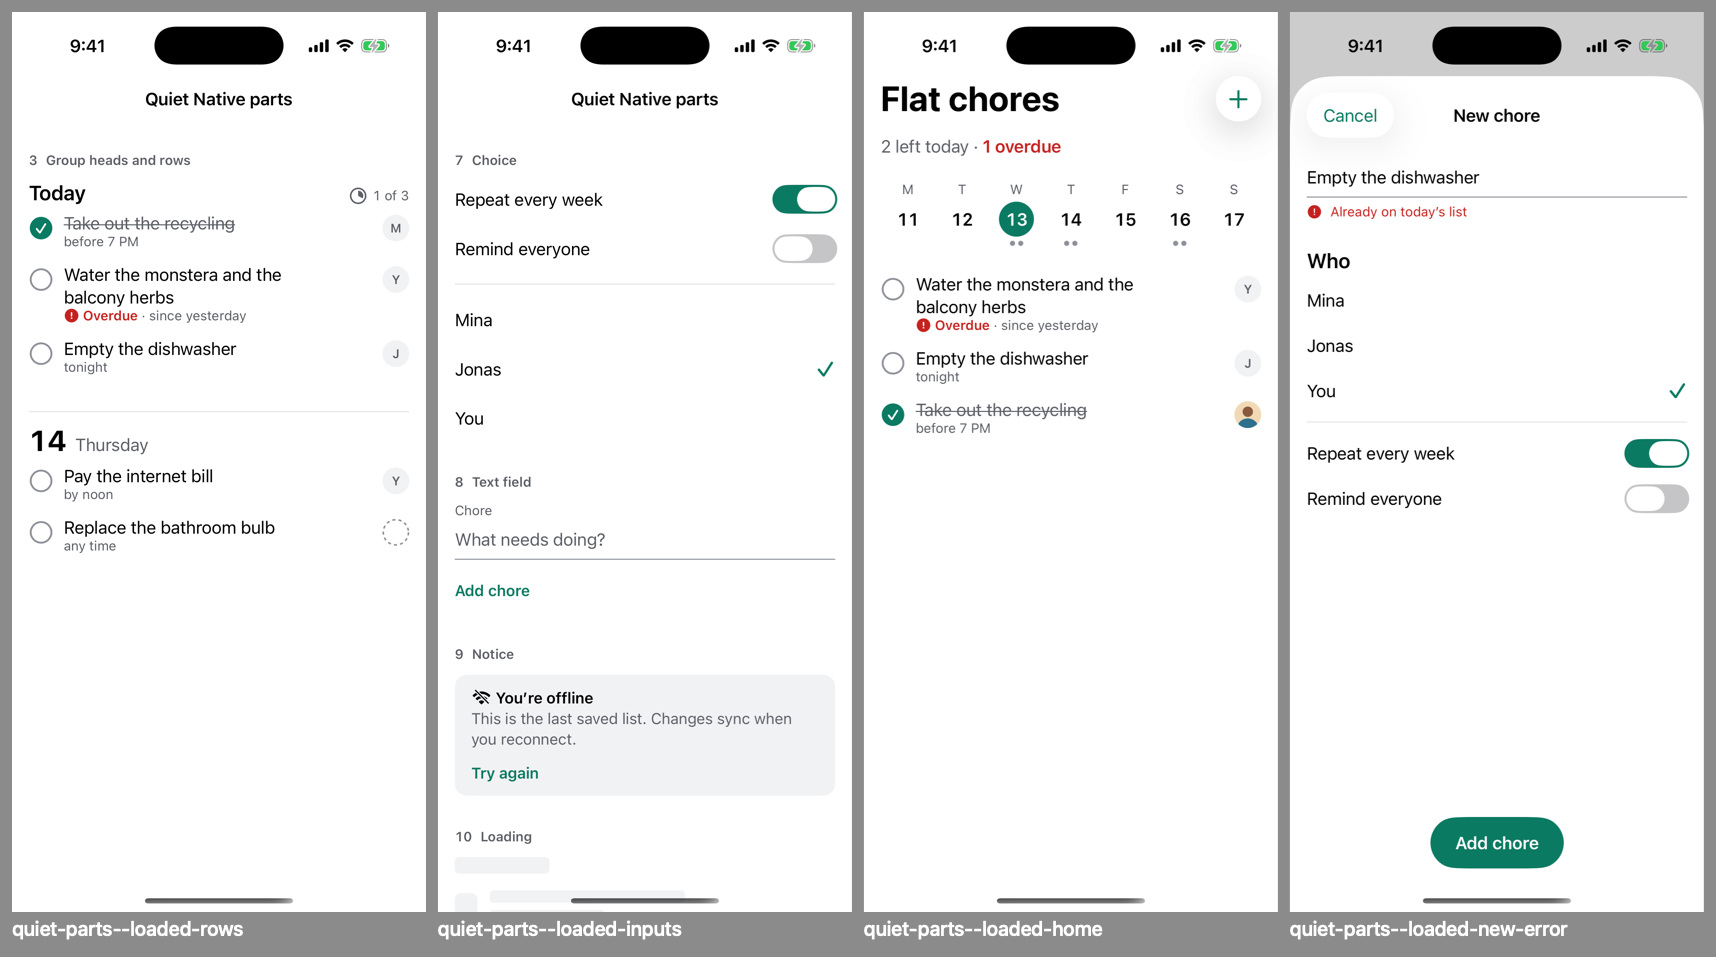 9:41
Quiet Native parts
3 Group heads and rows
Today
1 of 3
Take out the recycling
M
before 7 PM
Water the monstera and the
balcony herbs
Y
! Overdue · since yesterday
Empty the dishwasher
J
tonight
14 Thursday
Pay the internet bill
Y
by noon
Replace the bathroom bulb
any time
quiet-parts--loaded-rows
9:41
Quiet Native parts
7 Choice
Repeat every week
Remind everyone
Mina
Jonas
You
8 Text field
Chore
What needs doing?
Add chore
9 Notice
You’re offline
This is the last saved list. Changes sync when
you reconnect.
Try again
10 Loading
quiet-parts--loaded-inputs
9:41
Flat chores
2 left today · 1 overdue
M T W T F S S
11 12 13 14 15 16 17
Water the monstera and the
balcony herbs
Y
! Overdue · since yesterday
Empty the dishwasher
J
tonight
Take out the recycling
before 7 PM
quiet-parts--loaded-home
9:41
Cancel
New chore
Empty the dishwasher
! Already on today’s list
Who
Mina
Jonas
You
Repeat every week
Remind everyone
Add chore
quiet-parts--loaded-new-error